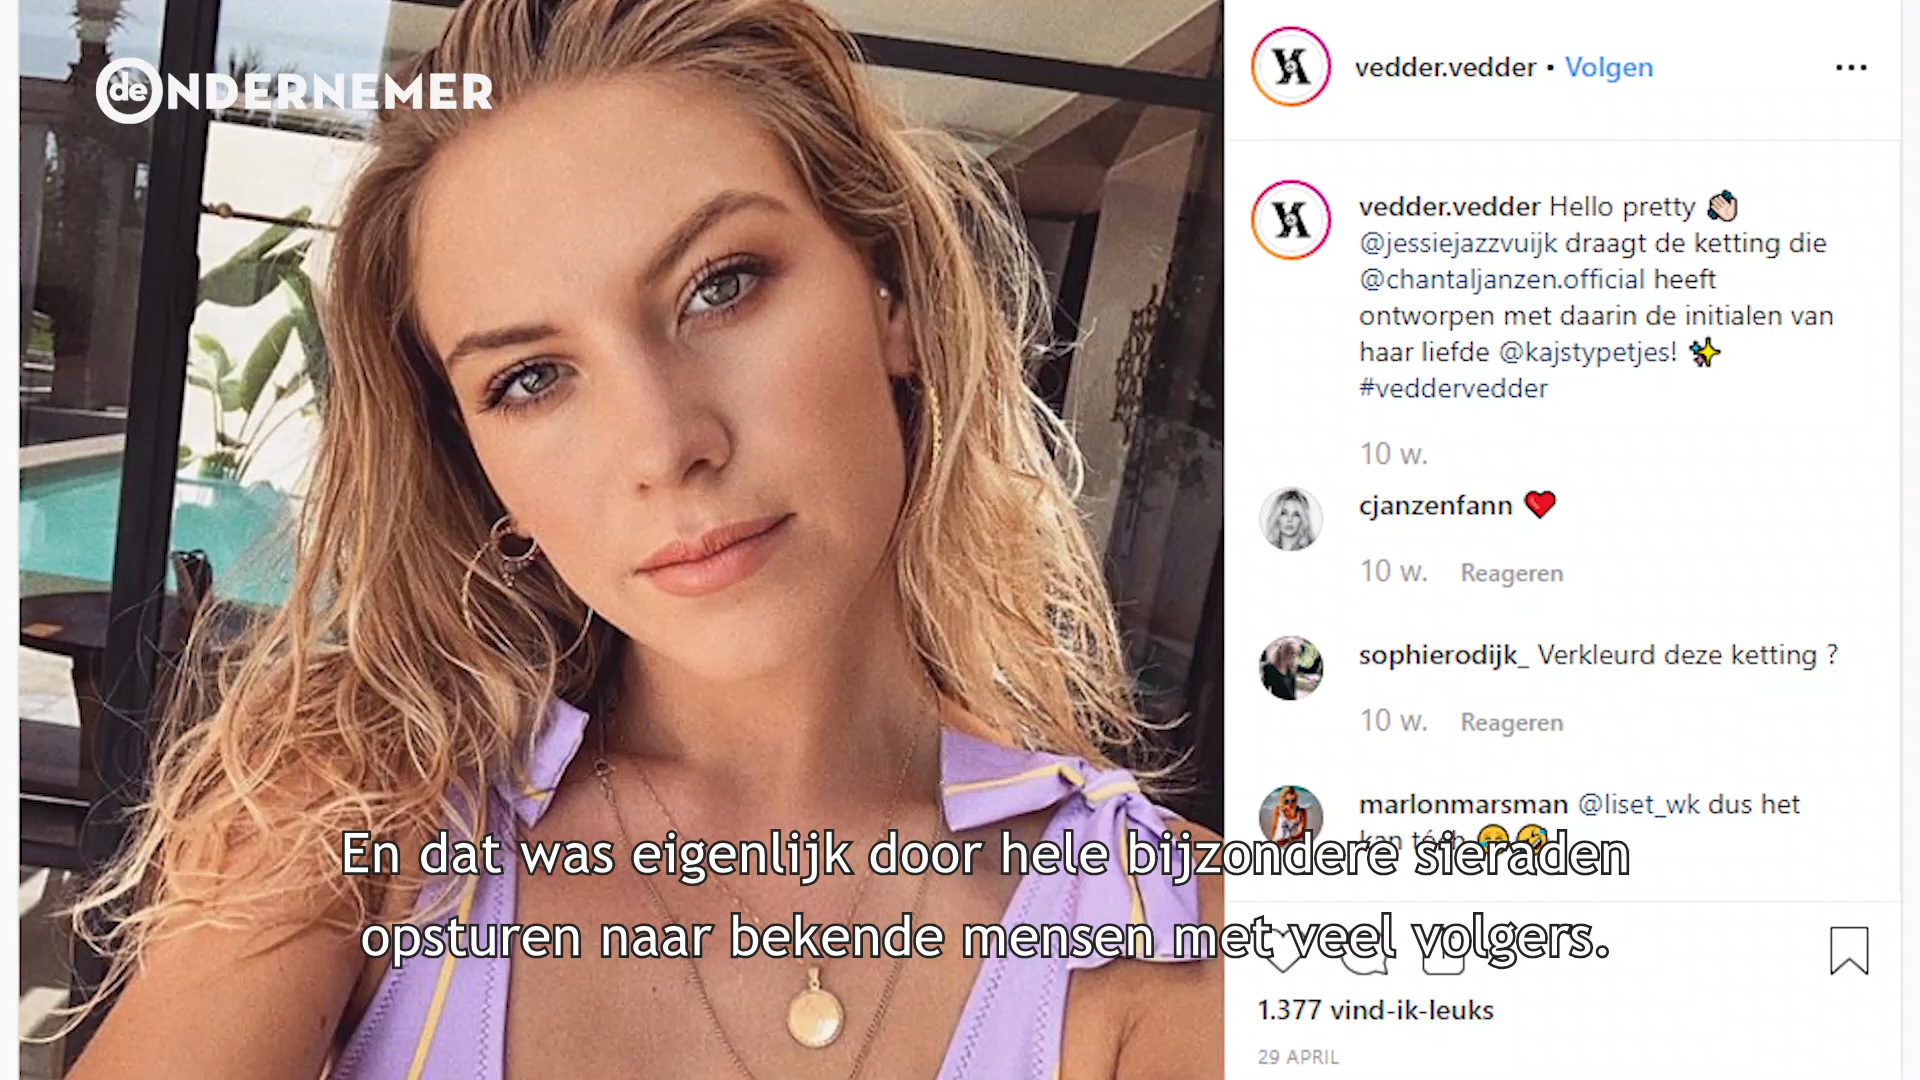 deONDERNEMER
vedder.vedder • Volgen
vedder.vedder Hello pretty
@jessiejazzvuijk draagt de ketting die
@chantaljanzen.official heeft
ontworpen met daarin de initialen van
haar liefde @kajstypetjes!
#veddervedder
10 w.
cjanzenfann
10 w. Reageren
sophierodijk_ Verkleurd deze ketting ?
10 w. Reageren
marlonmarsman @liset_wk dus het
kan tóch
En dat was eigenlijk door hele bijzondere sieraden
opsturen naar bekende mensen met veel volgers.
1.377 vind-ik-leuks
29 APRIL